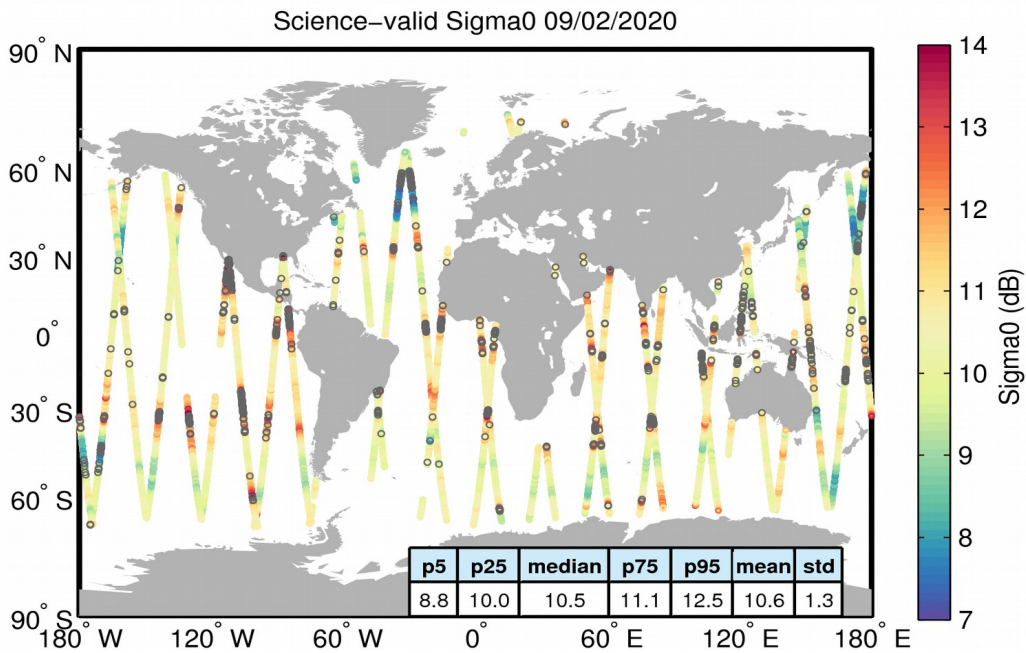 Science−valid Sigma0 09/02/2020
90° N
60° N
30° N
0°
30° S
60° S
90° S
180° W
120° W
60° W
0°
60° E
120° E
180° E
p5 p25 median p75 p95 mean std
8.8 10.0 10.5 11.1 12.5 10.6 1.3
14
13
12
11
10
9
8
7
Sigma0 (dB)